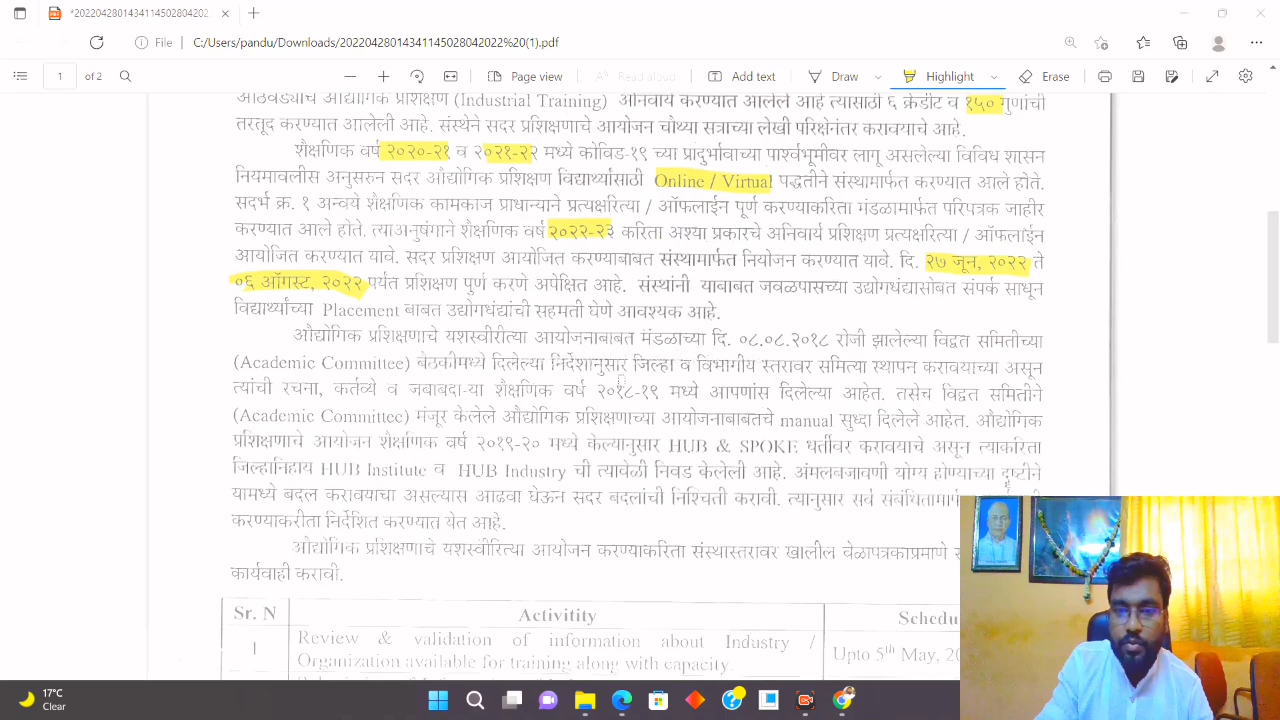 *20220428014341145028042022
File
C:/Users/pandu/Downloads/20220428014341145028042022%20(1).pdf
1 of 2
Page view
Read aloud
Add text
Draw
Highlight
Erase
आठवड्याचे औद्योगिक प्रशिक्षण (Industrial Training) अनिवार्य करण्यात आलेले आहे त्यासाठी ६ क्रेडीट व १५० गुणांची
तरतूद करण्यात आलेली आहे. संस्थेने सदर प्रशिक्षणाचे आयोजन चौथ्या सत्राच्या लेखी परिक्षेनंतर करावयाचे आहे.
शैक्षणिक वर्ष २०२०-२१ व २०२१-२२ मध्ये कोविड-१९ च्या प्रादुर्भावाच्या पार्श्वभूमीवर लागू असलेल्या विविध शासन
नियमावलीस अनुसरुन सदर औद्योगिक प्रशिक्षण विद्यार्थ्यांसाठी Online / Virtual पद्धतीने संस्थामार्फत करण्यात आले होते.
सदर्भ क्र. १ अन्वये शैक्षणिक कामकाज प्राधान्याने प्रत्यक्षरित्या / ऑफलाईन पूर्ण करण्याकरिता मंडळामार्फत परिपत्रक जाहीर
करण्यात आले होते. त्याअनुषंगाने शैक्षणिक वर्ष २०२२-२३ करिता अश्या प्रकारचे अनिवार्य प्रशिक्षण प्रत्यक्षरित्या / ऑफलाईन
आयोजित करण्यात यावे. सदर प्रशिक्षण आयोजित करण्याबाबत संस्थामार्फत नियोजन करण्यात यावे. दि. २७ जून, २०२२ ते
०६ ऑगस्ट, २०२२ पर्यंत प्रशिक्षण पुर्ण करणे अपेक्षित आहे. संस्थांनी याबाबत जवळपासच्या उद्योगधंद्यासोबत संपर्क साधून
विद्यार्थ्यांच्या Placement बाबत उद्योगधंद्यांची सहमती घेणे आवश्यक आहे.
औद्योगिक प्रशिक्षणाचे यशस्वीरित्या आयोजनाबाबत मंडळाच्या दि. ०८.०८.२०१८ रोजी झालेल्या विद्वत समितीच्या
(Academic Committee) बैठकीमध्ये दिलेल्या निर्देशानुसार जिल्हा व विभागीय स्तरावर समित्या स्थापन करावयाच्या असून
त्यांची रचना, कर्तव्ये व जबाबदा-या शैक्षणिक वर्ष २०१८-१९ मध्ये आपणांस दिलेल्या आहेत. तसेच विद्वत समितीने
(Academic Committee) मंजूर केलेले औद्योगिक प्रशिक्षणाच्या आयोजनाबाबतचे manual सुध्दा दिलेले आहेत. औद्योगिक
प्रशिक्षणाचे आयोजन शैक्षणिक वर्ष २०१९-२० मध्ये केल्यानुसार HUB & SPOKE धर्तीवर करावयाचे असून त्याकरिता
जिल्हानिहाय HUB Institute व HUB Industry ची त्यावेळी निवड केलेली आहे. अंमलबजावणी योग्य होण्याच्या दृष्टीने
यामध्ये बदल करावयाचा असल्यास आढवा घेऊन सदर बदलांची निश्चिती करावी. त्यानुसार सर्व संबंधितामार्फ
करण्याकरीता निर्देशित करण्यात येत आहे.
औद्योगिक प्रशिक्षणाचे यशस्वीरित्या आयोजन करण्याकरिता संस्थास्तरावर खालील वेळापत्रकाप्रमाणे
कार्यवाही करावी.
Sr. N Activitity Schedu
1 Review & validation of information about Industry / Organization available for training along with capacity. Upto 5th May, 20
17°C
Clear